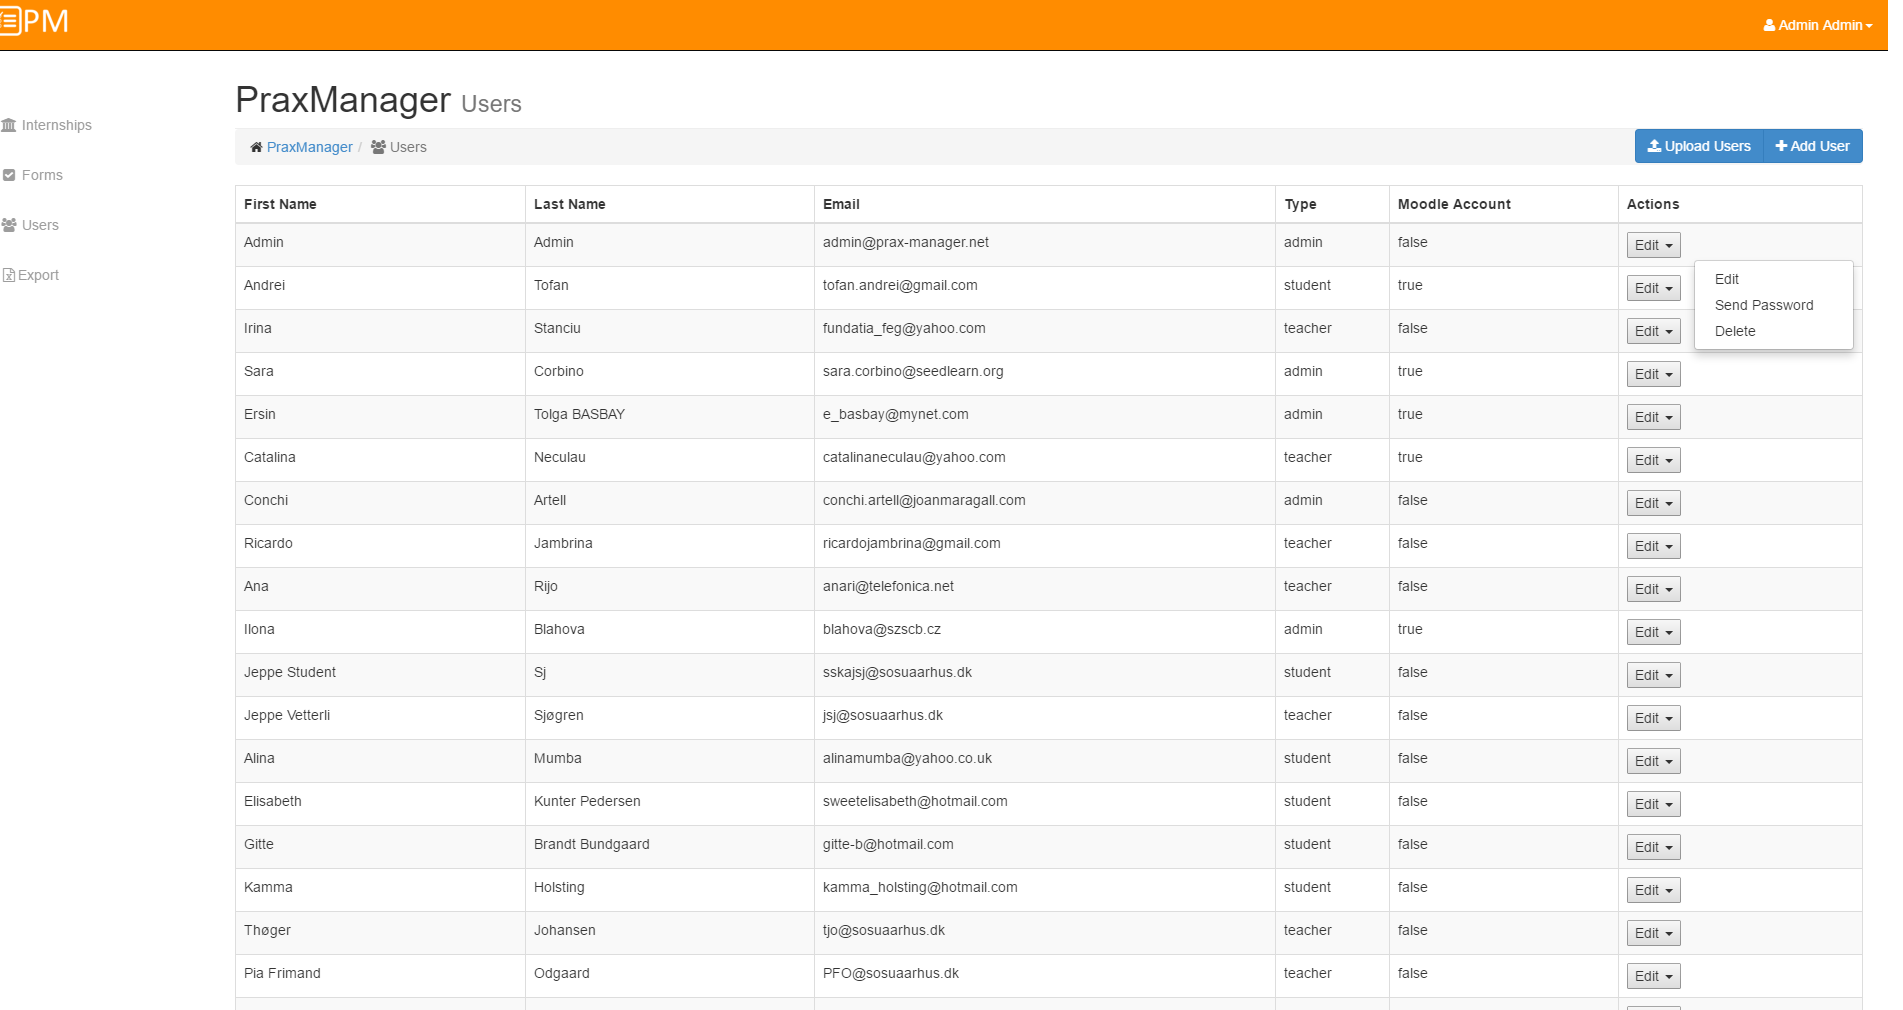 PM
Admin Admin
PraxManager Users
Internships
Forms
Users
Export
PraxManager / Users
Upload Users
Add User
First Name Last Name Email Type Moodle Account Actions
Admin Admin admin@prax-manager.net admin false Edit
Andrei Tofan tofan.andrei@gmail.com student true Edit
Irina Stanciu fundatia_feg@yahoo.com teacher false Edit
Edit
Send Password
Delete
Sara Corbino sara.corbino@seedlearn.org admin true Edit
Ersin Tolga BASBAY e_basbay@mynet.com admin true Edit
Catalina Neculau catalinaneculau@yahoo.com teacher true Edit
Conchi Artell conchi.artell@joanmaragall.com admin false Edit
Ricardo Jambrina ricardojambrina@gmail.com teacher false Edit
Ana Rijo anari@telefonica.net teacher false Edit
Ilona Blahova blahova@szscb.cz admin true Edit
Jeppe Student Sj sskajsj@sosuaarhus.dk student false Edit
Jeppe Vetterli Sjøgren jsj@sosuaarhus.dk teacher false Edit
Alina Mumba alinamumba@yahoo.co.uk student false Edit
Elisabeth Kunter Pedersen sweetelisabeth@hotmail.com student false Edit
Gitte Brandt Bundgaard gitte-b@hotmail.com student false Edit
Kamma Holsting kamma_holsting@hotmail.com student false Edit
Thøger Johansen tjo@sosuaarhus.dk teacher false Edit
Pia Frimand Odgaard PFO@sosuaarhus.dk teacher false Edit